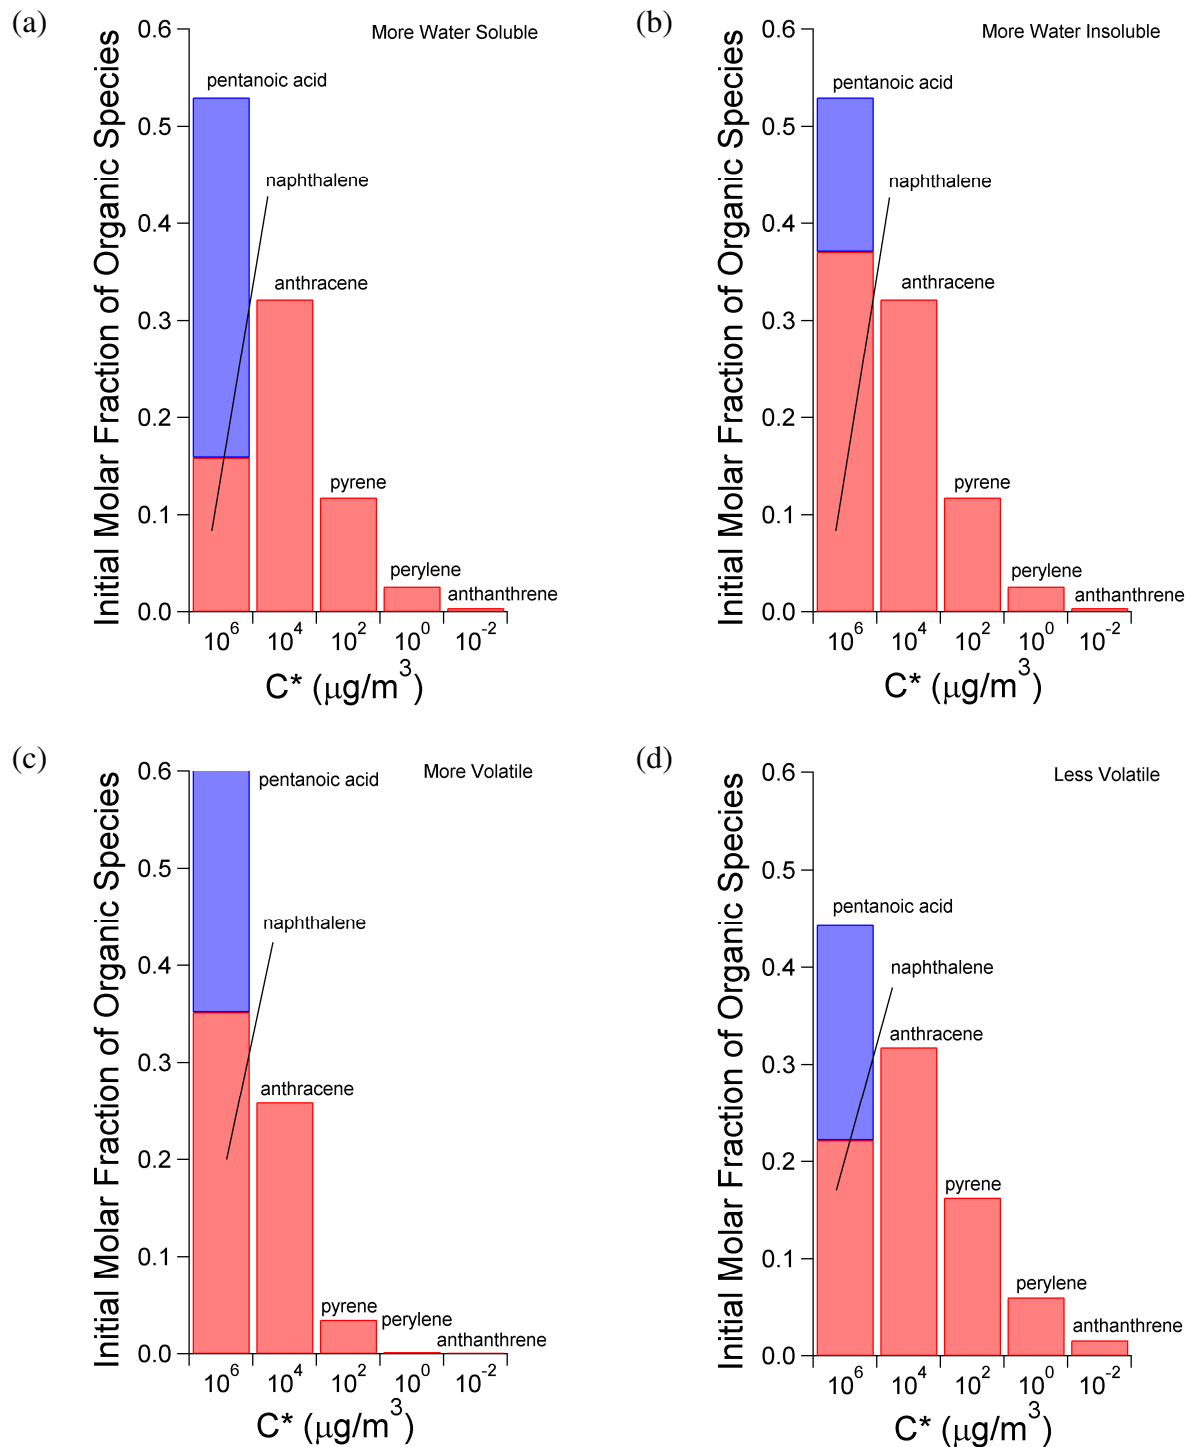 (a)
More Water Soluble
Initial Molar Fraction of Organic Species
0.6
0.5
0.4
0.3
0.2
0.1
0.0
pentanoic acid
naphthalene
anthracene
pyrene
perylene
anthanthrene
10^6 10^4 10^2 10^0 10^-2
C* (μg/m^3)
(b)
More Water Insoluble
Initial Molar Fraction of Organic Species
0.6
0.5
0.4
0.3
0.2
0.1
0.0
pentanoic acid
naphthalene
anthracene
pyrene
perylene
anthanthrene
10^6 10^4 10^2 10^0 10^-2
C* (μg/m^3)
(c)
More Volatile
Initial Molar Fraction of Organic Species
0.6
0.5
0.4
0.3
0.2
0.1
0.0
pentanoic acid
naphthalene
anthracene
pyrene
perylene
anthanthrene
10^6 10^4 10^2 10^0 10^-2
C* (μg/m^3)
(d)
Less Volatile
Initial Molar Fraction of Organic Species
0.6
0.5
0.4
0.3
0.2
0.1
0.0
pentanoic acid
naphthalene
anthracene
pyrene
perylene
anthanthrene
10^6 10^4 10^2 10^0 10^-2
C* (μg/m^3)